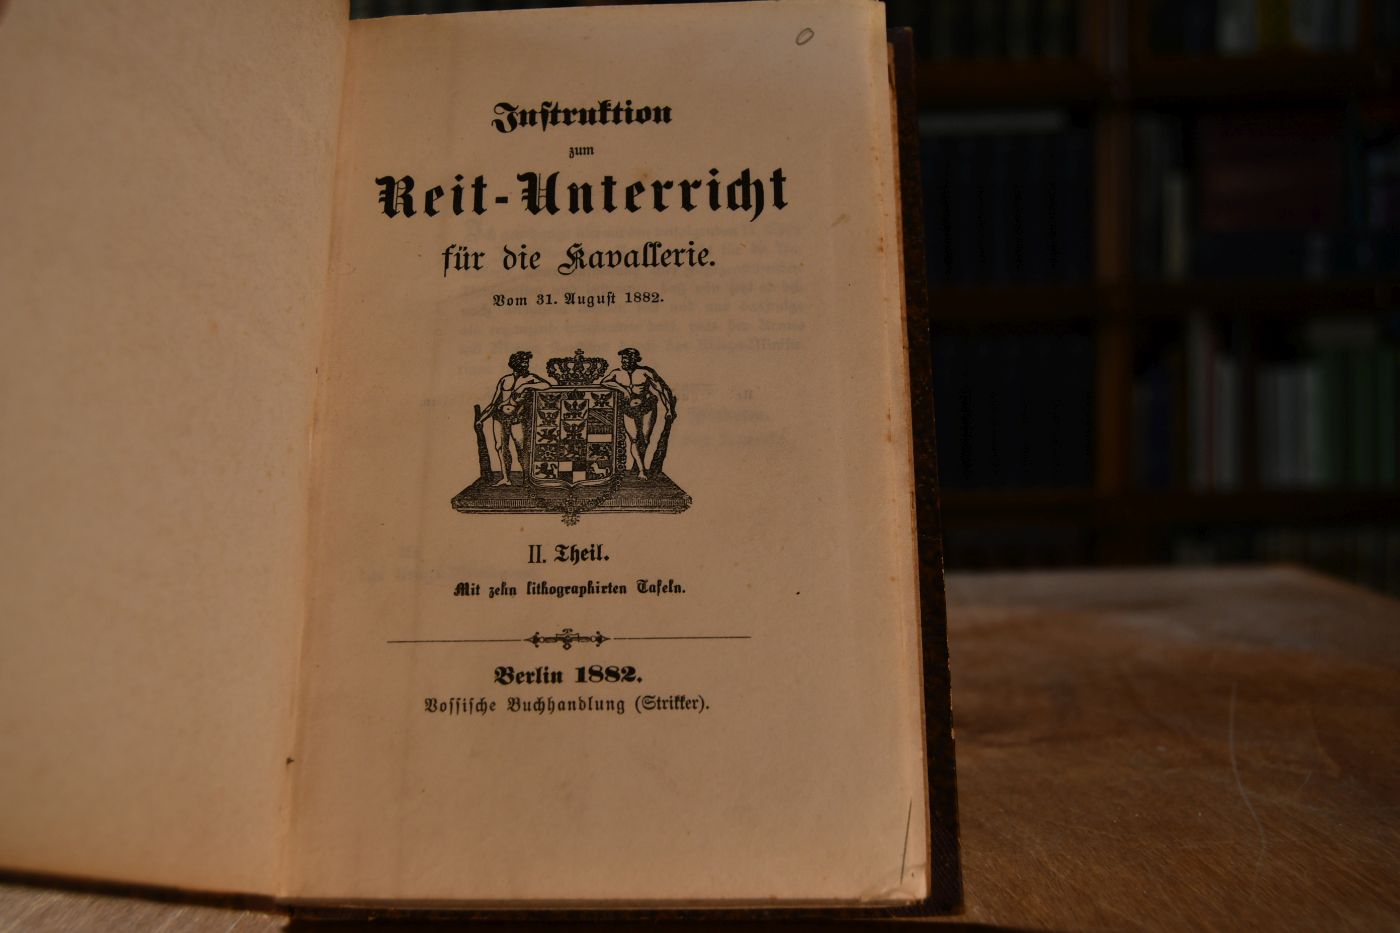 Instruktion
zum
Reit-Unterricht
für die Kavallerie.
Vom 31. August 1882.
II. Theil.
Mit zehn lithographirten Tafeln.
Berlin 1882.
Vossische Buchhandlung (Strikker).